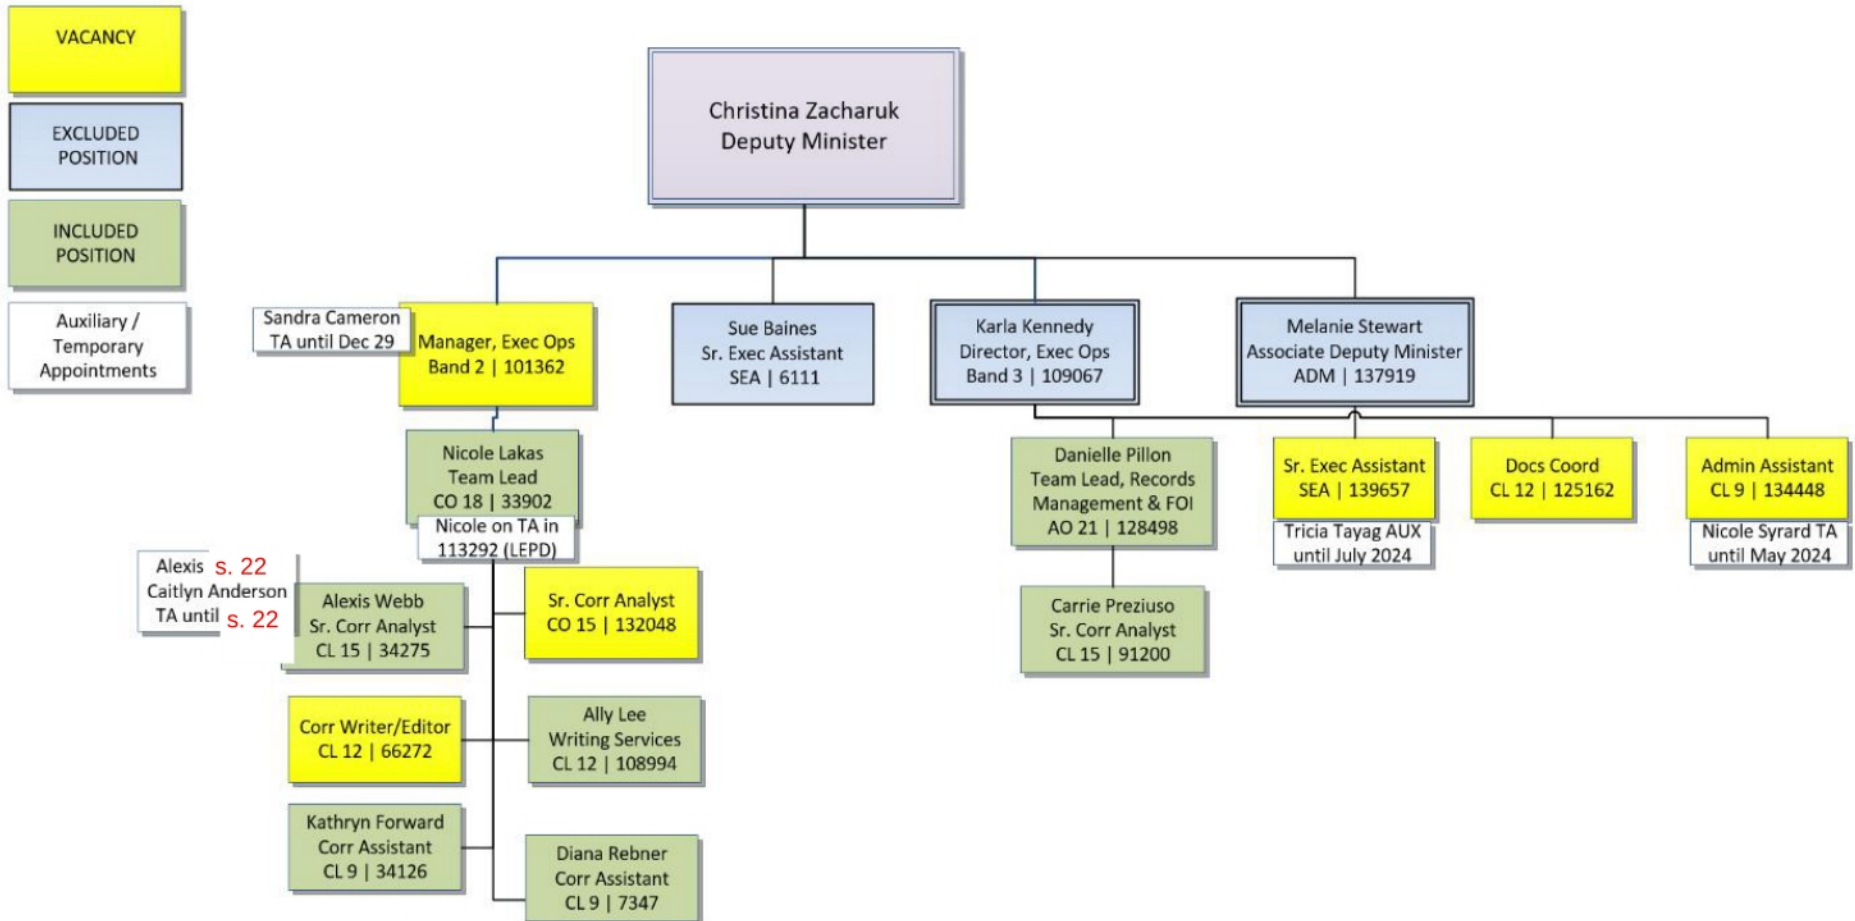 VACANCY
EXCLUDED
POSITION
INCLUDED
POSITION
Auxiliary /
Temporary
Appointments
Christina Zacharuk
Deputy Minister
Sandra Cameron
TA until Dec 29
Manager, Exec Ops
Band 2 | 101362
Sue Baines
Sr. Exec Assistant
SEA | 6111
Karla Kennedy
Director, Exec Ops
Band 3 | 109067
Melanie Stewart
Associate Deputy Minister
ADM | 137919
Nicole Lakas
Team Lead
CO 18 | 33902
Nicole on TA in
113292 (LEPD)
Danielle Pillon
Team Lead, Records
Management & FOI
AO 21 | 128498
Sr. Exec Assistant
SEA | 139657
Tricia Tayag AUX
until July 2024
Docs Coord
CL 12 | 125162
Admin Assistant
CL 9 | 134448
Nicole Syrard TA
until May 2024
Alexis s. 22
Caitlyn Anderson
TA until s. 22
Alexis Webb
Sr. Corr Analyst
CL 15 | 34275
Sr. Corr Analyst
CO 15 | 132048
Carrie Preziuso
Sr. Corr Analyst
CL 15 | 91200
Corr Writer/Editor
CL 12 | 66272
Ally Lee
Writing Services
CL 12 | 108994
Kathryn Forward
Corr Assistant
CL 9 | 34126
Diana Rebner
Corr Assistant
CL 9 | 7347